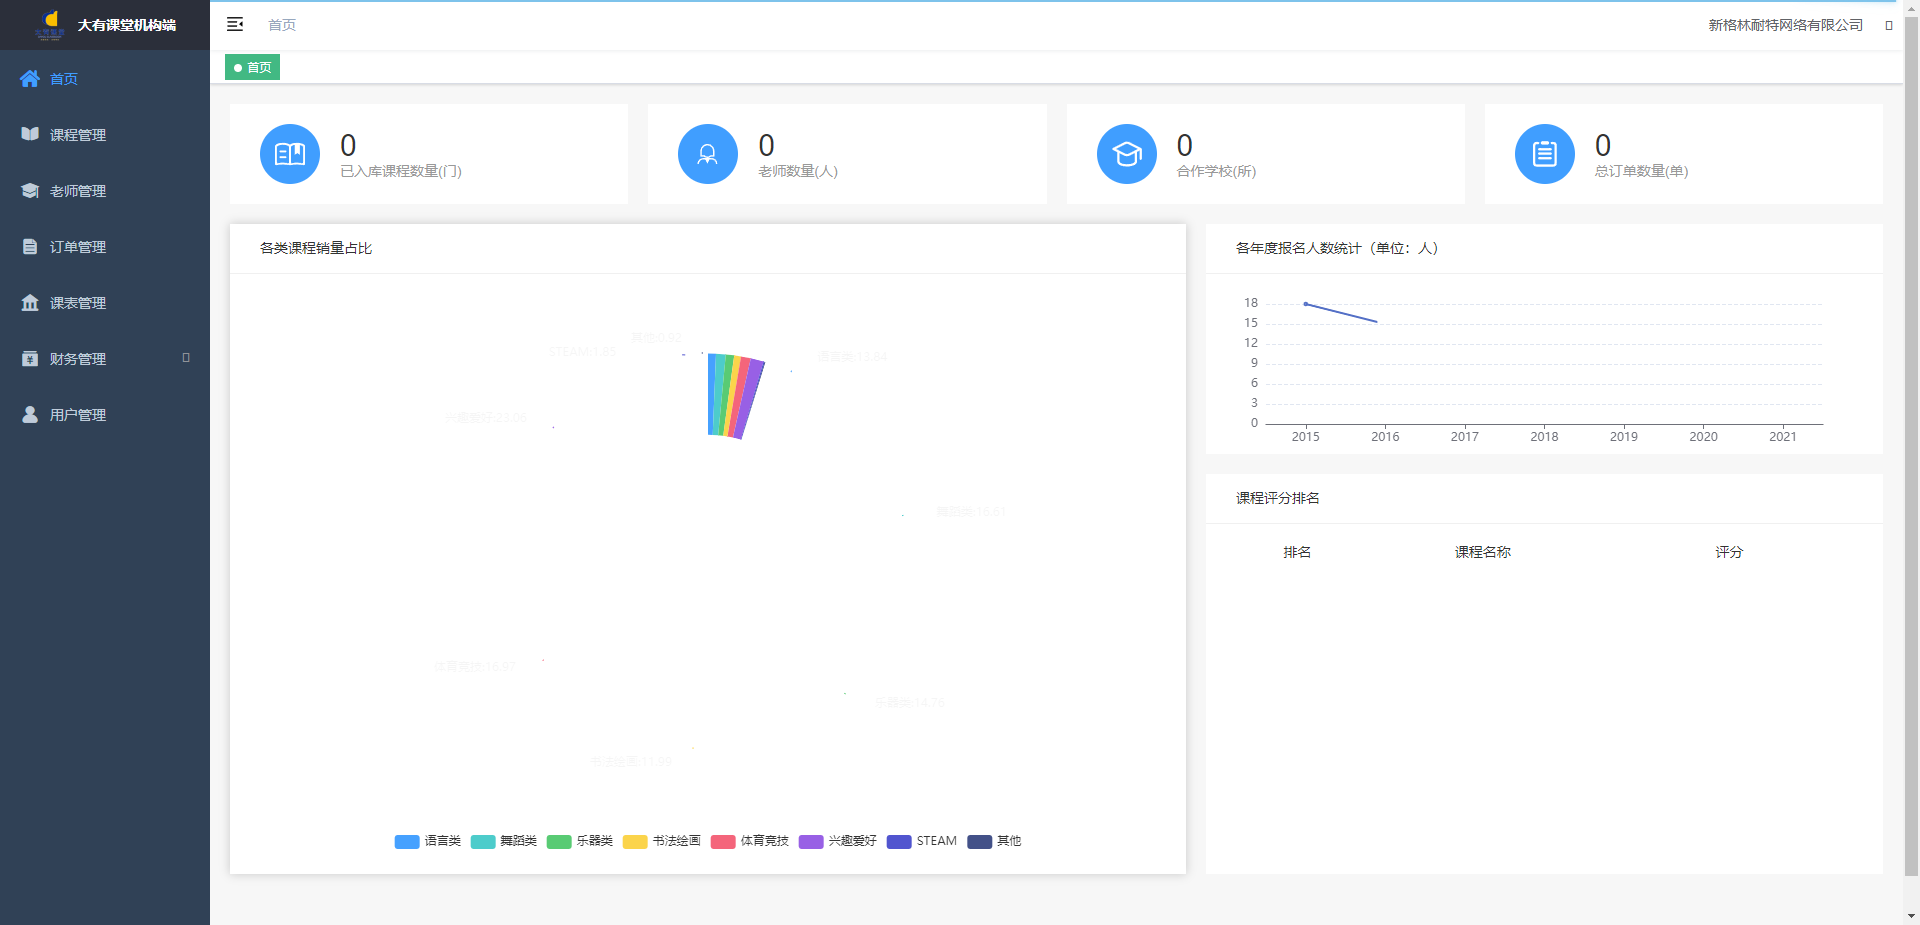 大有课堂机构端
首页
课程管理
老师管理
订单管理
课表管理
财务管理
用户管理
首页
新格林耐特网络有限公司
首页
0
已入库课程数量(门)
0
老师数量(人)
0
合作学校(所)
0
总订单数量(单)
各类课程销量占比
其他:0.92
STEAM:1.85
语言类:13.84
兴趣爱好:23.06
舞蹈类:16.61
体育竞技:16.97
乐器类:14.76
书法绘画:11.99
语言类 舞蹈类 乐器类 书法绘画 体育竞技 兴趣爱好 STEAM 其他
各年度报名人数统计（单位：人）
18
15
12
9
6
3
0
2015 2016 2017 2018 2019 2020 2021
课程评分排名
排名 课程名称 评分